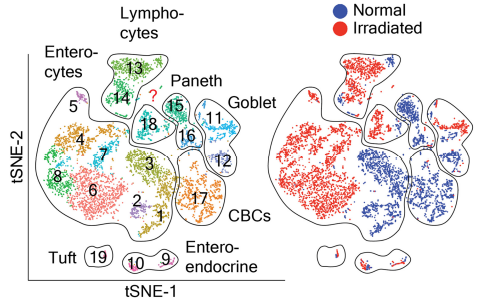 Lympho-
cytes
Normal
Irradiated
Entero-
cytes
13
Paneth
5
14
?
15
Goblet
11
18
16
4
7
12
3
8
6
2
17
1
CBCs
Tuft
19
10
9
Entero-
endocrine
tSNE-2
tSNE-1